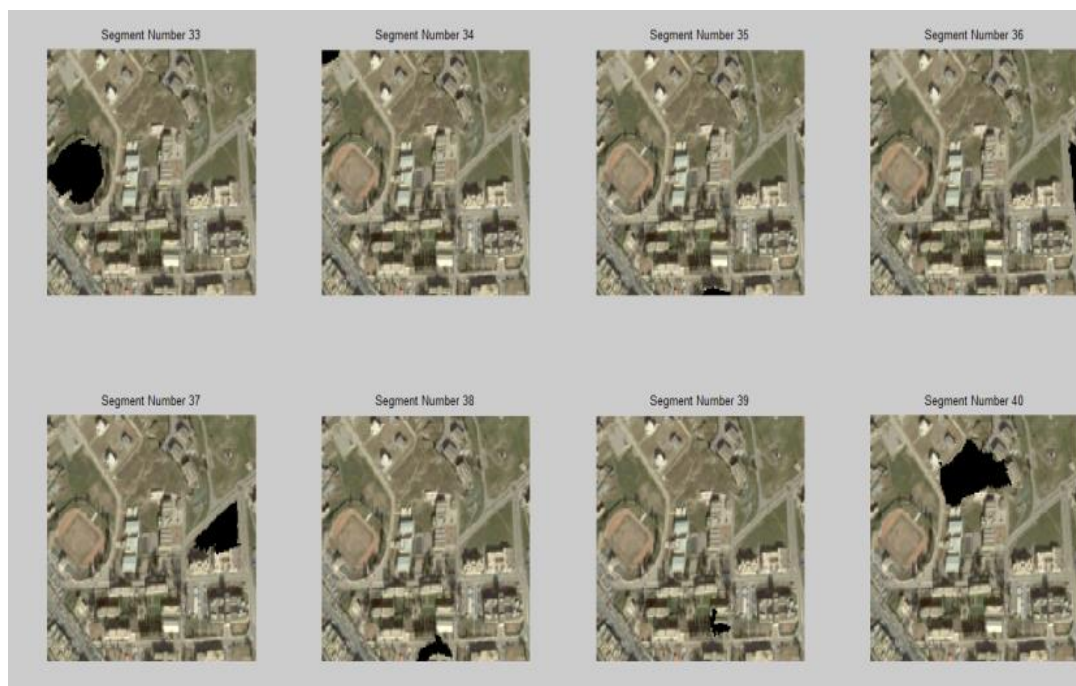 Segment Number 33
Segment Number 34
Segment Number 35
Segment Number 36
Segment Number 37
Segment Number 38
Segment Number 39
Segment Number 40